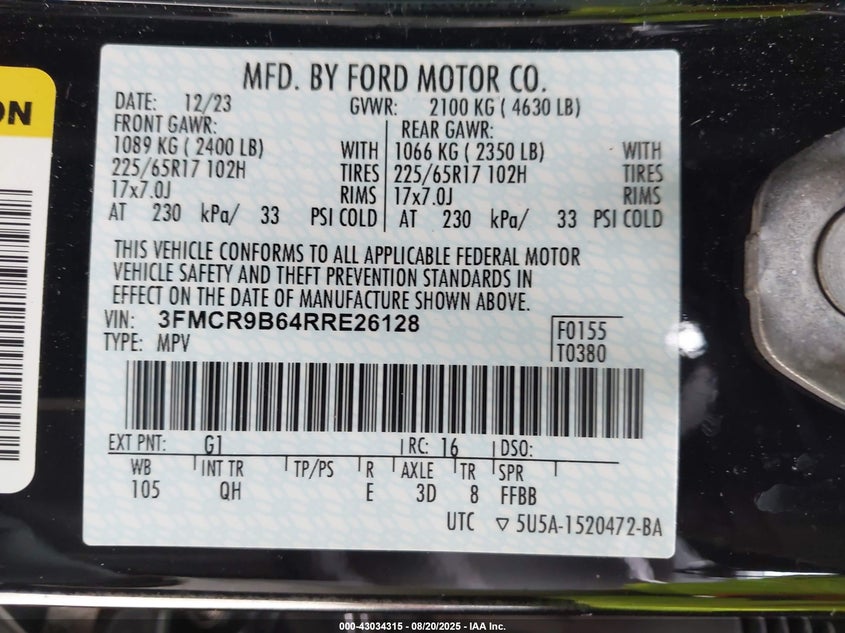 ON
MFD. BY FORD MOTOR CO.
DATE: 12/23 GVWR: 2100 KG ( 4630 LB)
FRONT GAWR: REAR GAWR:
1089 KG ( 2400 LB) WITH 1066 KG ( 2350 LB) WITH
225/65R17 102H TIRES 225/65R17 102H TIRES
17x7.0J RIMS 17x7.0J RIMS
AT 230 kPa/ 33 PSI COLD AT 230 kPa/ 33 PSI COLD
THIS VEHICLE CONFORMS TO ALL APPLICABLE FEDERAL MOTOR
VEHICLE SAFETY AND THEFT PREVENTION STANDARDS IN
EFFECT ON THE DATE OF MANUFACTURE SHOWN ABOVE.
VIN: 3FMCR9B64RRE26128 F0155
TYPE: MPV T0380
EXT PNT: G1 RC: 16 DSO:
WB INT TR TP/PS R AXLE TR SPR
105 QH E 3D 8 FFBB
UTC ▽ 5U5A-1520472-BA
000-43034315 - 08/20/2025 - IAA Inc.